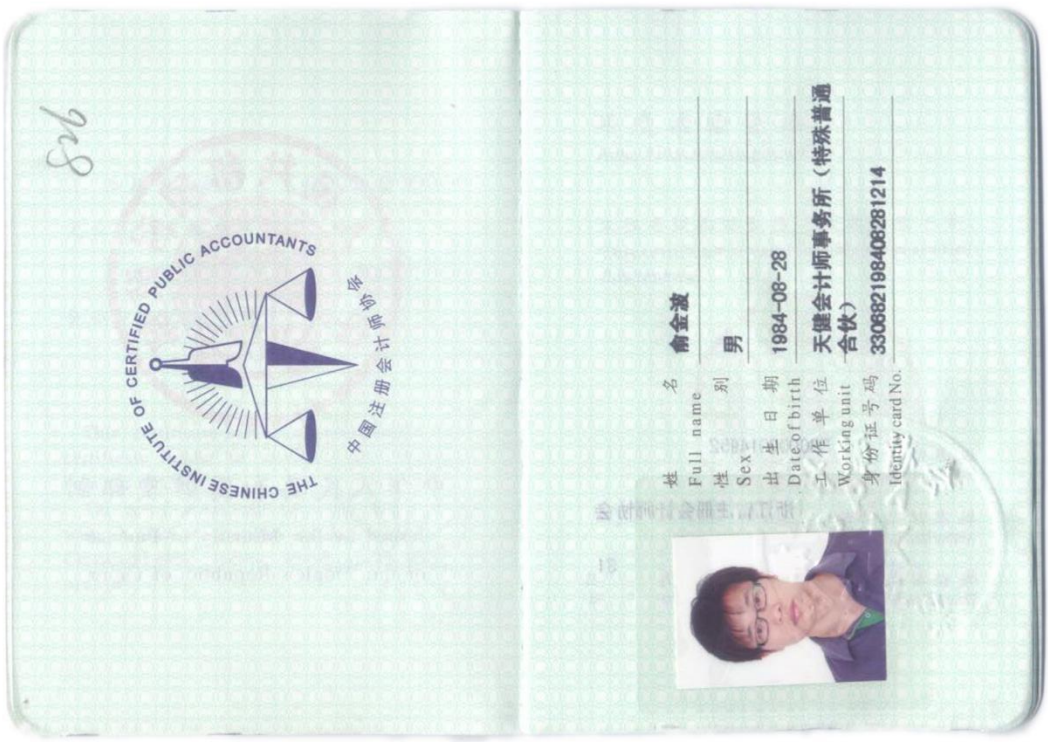 968
THE CHINESE INSTITUTE OF CERTIFIED PUBLIC ACCOUNTANTS
中国注册会计师协会
姓 名 俞金波
Full name
性 别 男
Sex
出 生 日 期 1984-08-28
Date of birth
工 作 单 位 天健会计师事务所（特殊普通
Working unit 合伙）
身份证号码 330682198408281214
Identity card No.